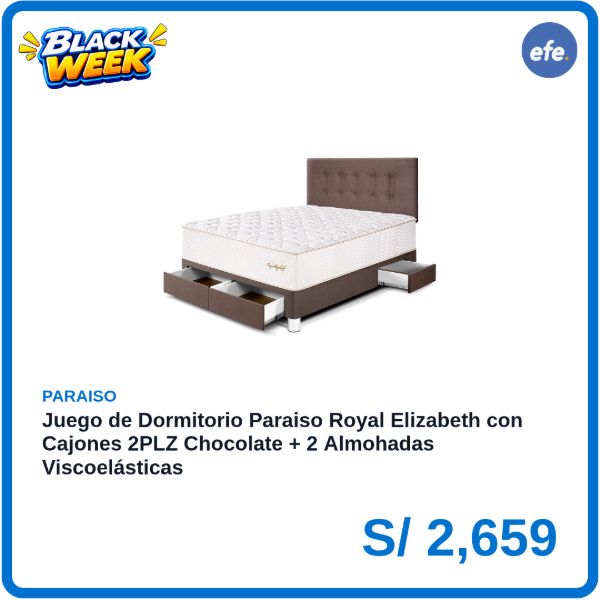 BLACK
WEEK
efe.
PARAISO
Juego de Dormitorio Paraiso Royal Elizabeth con
Cajones 2PLZ Chocolate + 2 Almohadas
Viscoelásticas
S/ 2,659